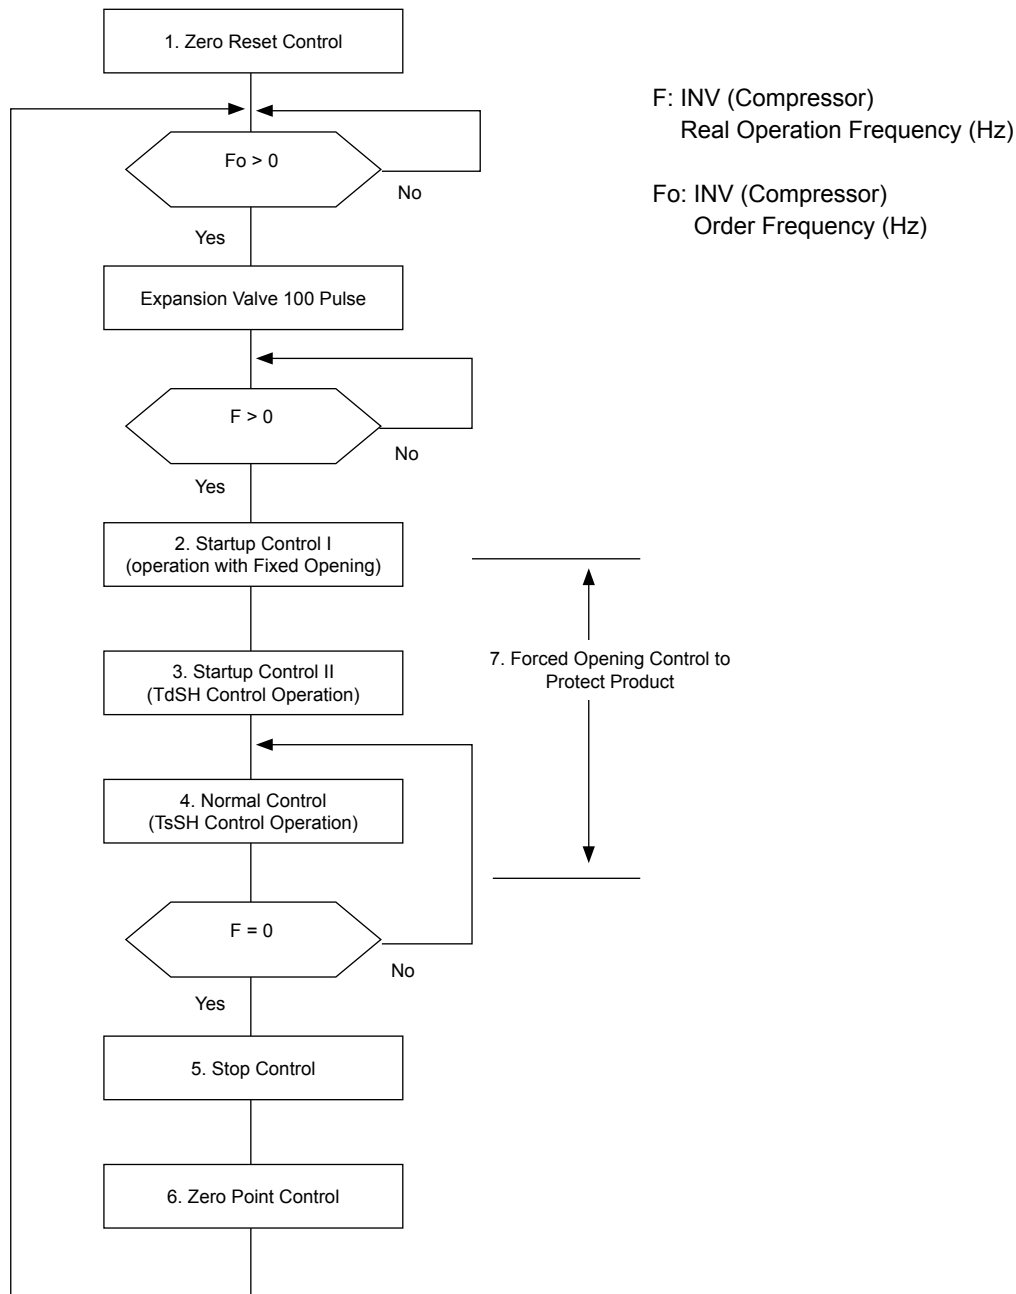 1. Zero Reset Control
F: INV (Compressor)
Real Operation Frequency (Hz)
Fo: INV (Compressor)
Order Frequency (Hz)
Fo > 0
No
Yes
Expansion Valve 100 Pulse
F > 0
No
Yes
2. Startup Control I
(operation with Fixed Opening)
3. Startup Control II
(TdSH Control Operation)
7. Forced Opening Control to
Protect Product
4. Normal Control
(TsSH Control Operation)
F = 0
No
Yes
5. Stop Control
6. Zero Point Control